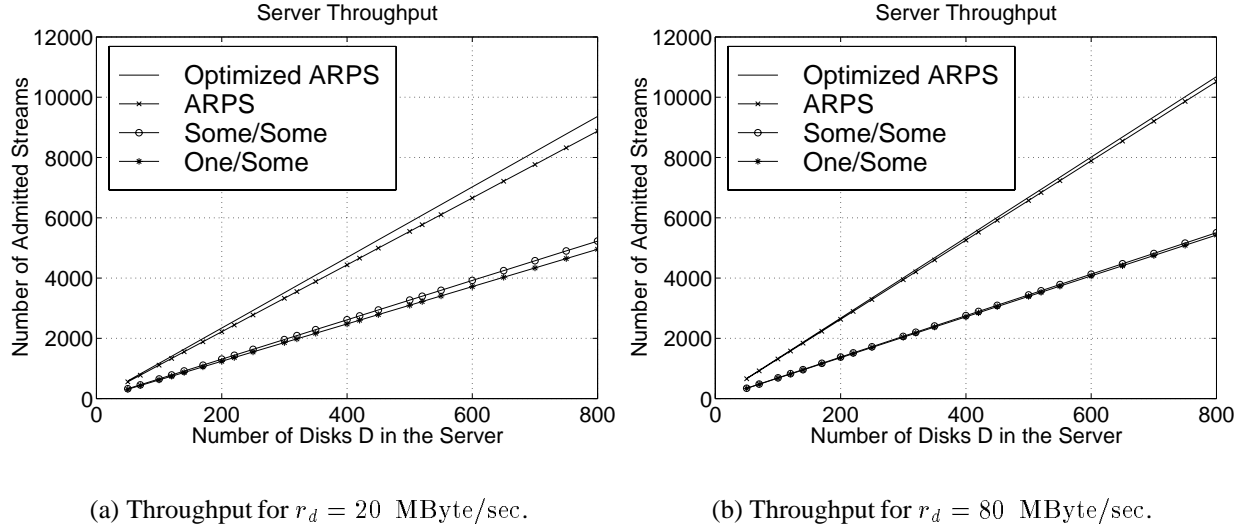 Server Throughput
12000
10000
8000
6000
4000
2000
0
Number of Admitted Streams
Optimized ARPS
ARPS
Some/Some
One/Some
0 200 400 600 800
Number of Disks D in the Server
(a) Throughput for r_d = 20 MByte/sec.
Server Throughput
12000
10000
8000
6000
4000
2000
0
Number of Admitted Streams
Optimized ARPS
ARPS
Some/Some
One/Some
0 200 400 600 800
Number of Disks D in the Server
(b) Throughput for r_d = 80 MByte/sec.